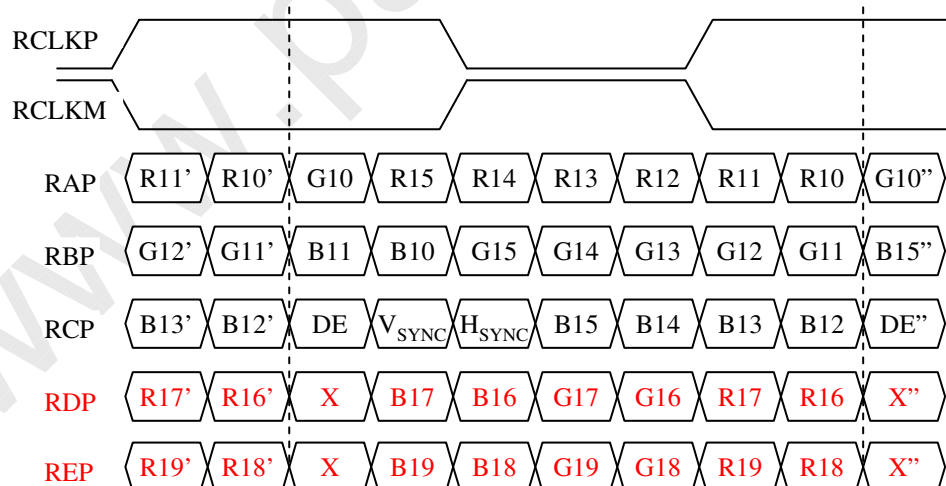 www.pa
RCLKP
RCLKM
RAP R11’ R10’ G10 R15 R14 R13 R12 R11 R10 G10”
RBP G12’ G11’ B11 B10 G15 G14 G13 G12 G11 B15”
RCP B13’ B12’ DE VSYNC HSYNC B15 B14 B13 B12 DE”
RDP R17’ R16’ X B17 B16 G17 G16 R17 R16 X”
REP R19’ R18’ X B19 B18 G19 G18 R19 R18 X”